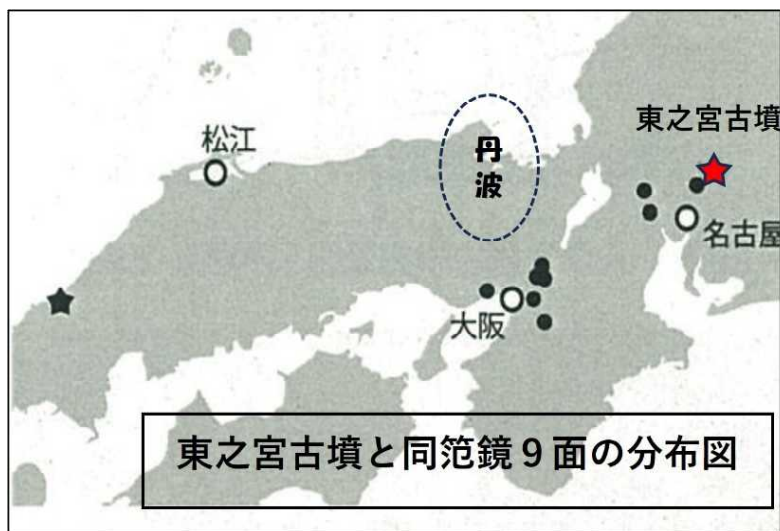 東之宮古墳
松江
丹
波
名古屋
大阪
東之宮古墳と同笵鏡９面の分布図